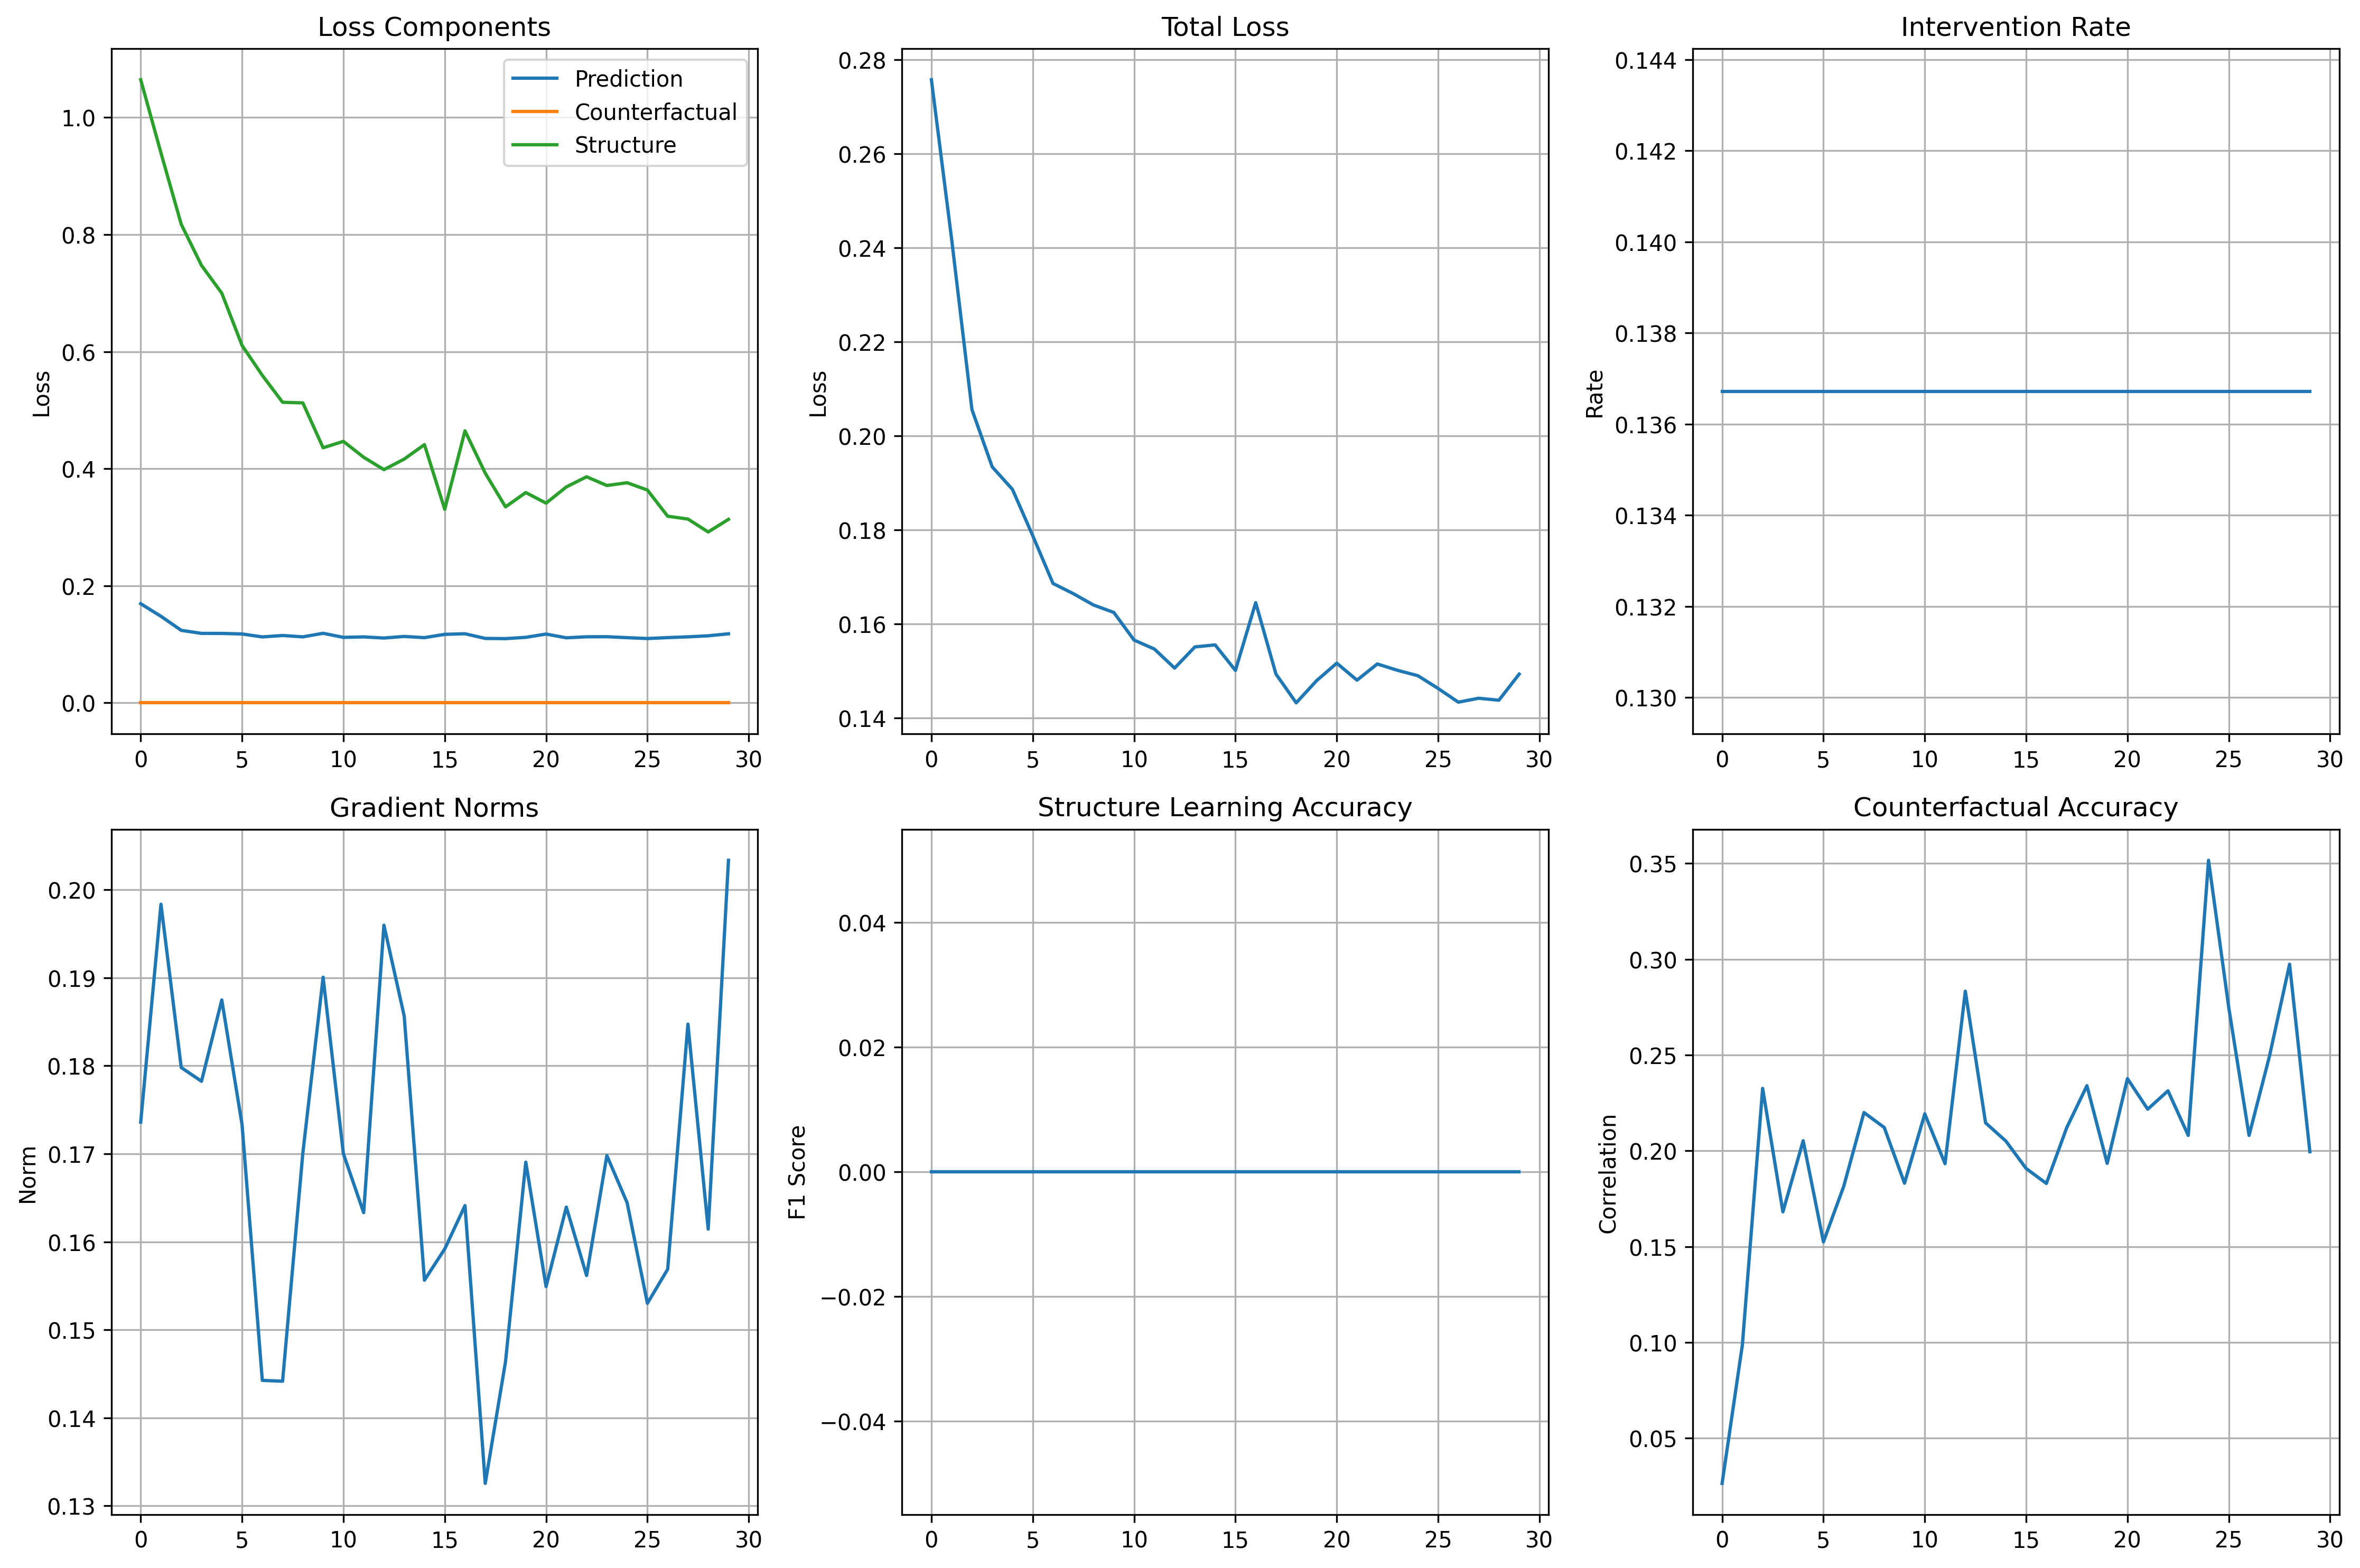 Loss Components
Loss
1.0
0.8
0.6
0.4
0.2
0.0
Prediction
Counterfactual
Structure
0 5 10 15 20 25 30
Total Loss
Loss
0.28
0.26
0.24
0.22
0.20
0.18
0.16
0.14
0 5 10 15 20 25 30
Intervention Rate
Rate
0.144
0.142
0.140
0.138
0.136
0.134
0.132
0.130
0 5 10 15 20 25 30
Gradient Norms
Norm
0.20
0.19
0.18
0.17
0.16
0.15
0.14
0.13
0 5 10 15 20 25 30
Structure Learning Accuracy
F1 Score
0.04
0.02
0.00
−0.02
−0.04
0 5 10 15 20 25 30
Counterfactual Accuracy
Correlation
0.35
0.30
0.25
0.20
0.15
0.10
0.05
0 5 10 15 20 25 30